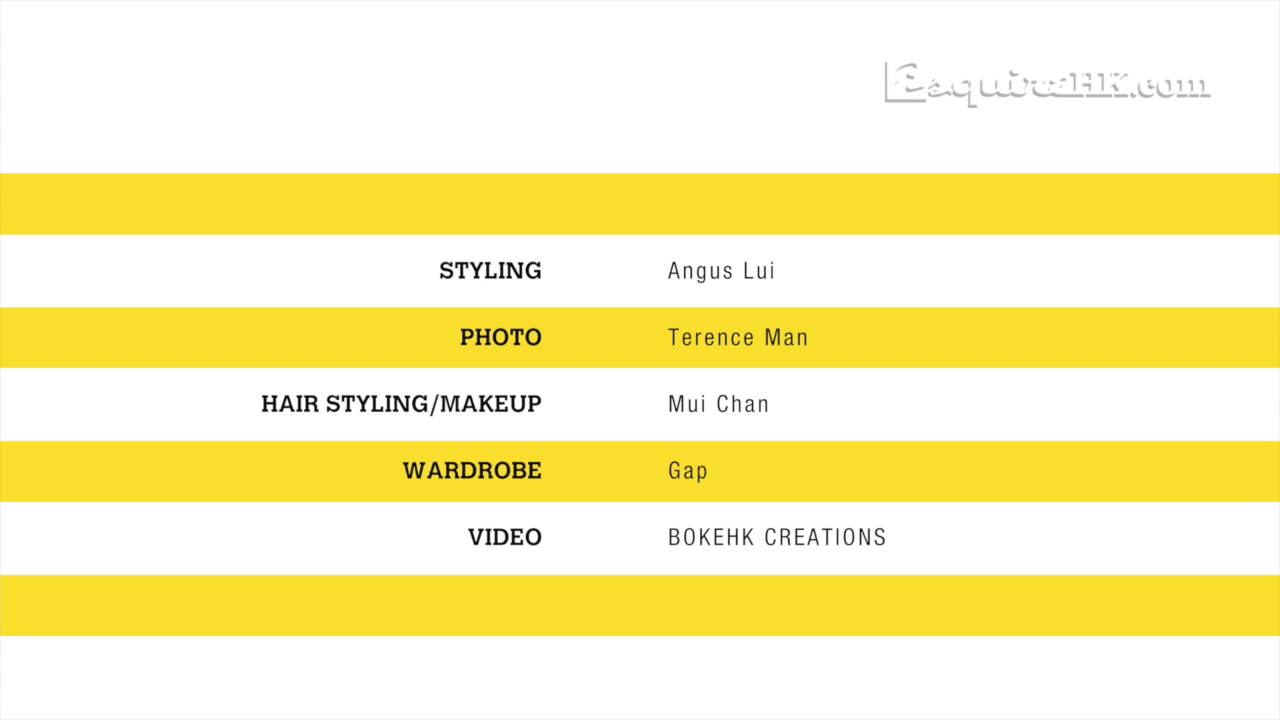 EsquireHK.com
STYLING Angus Lui
PHOTO Terence Man
HAIR STYLING/MAKEUP Mui Chan
WARDROBE Gap
VIDEO BOKEHK CREATIONS